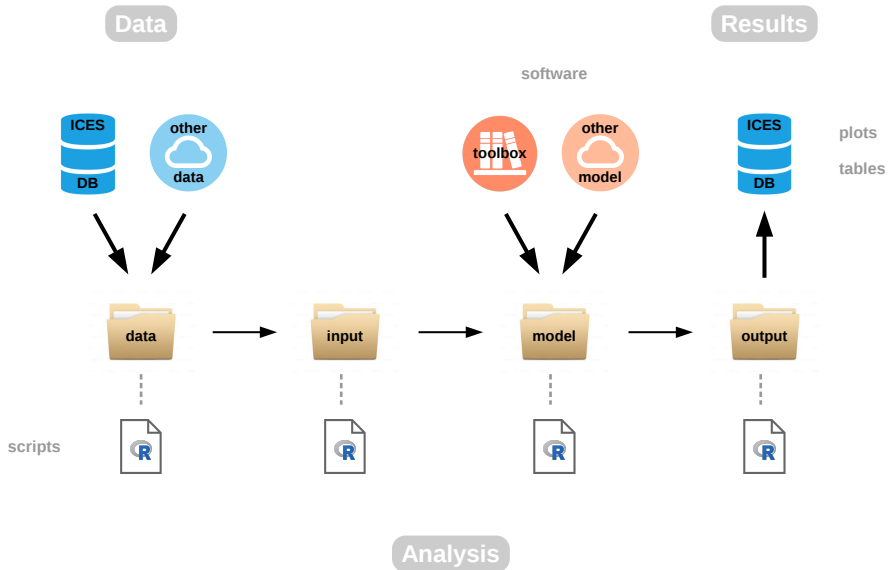 Data
Results
software
ICES
DB
other
data
toolbox
other
model
ICES
DB
plots
tables
data
input
model
output
scripts
R
R
R
R
Analysis